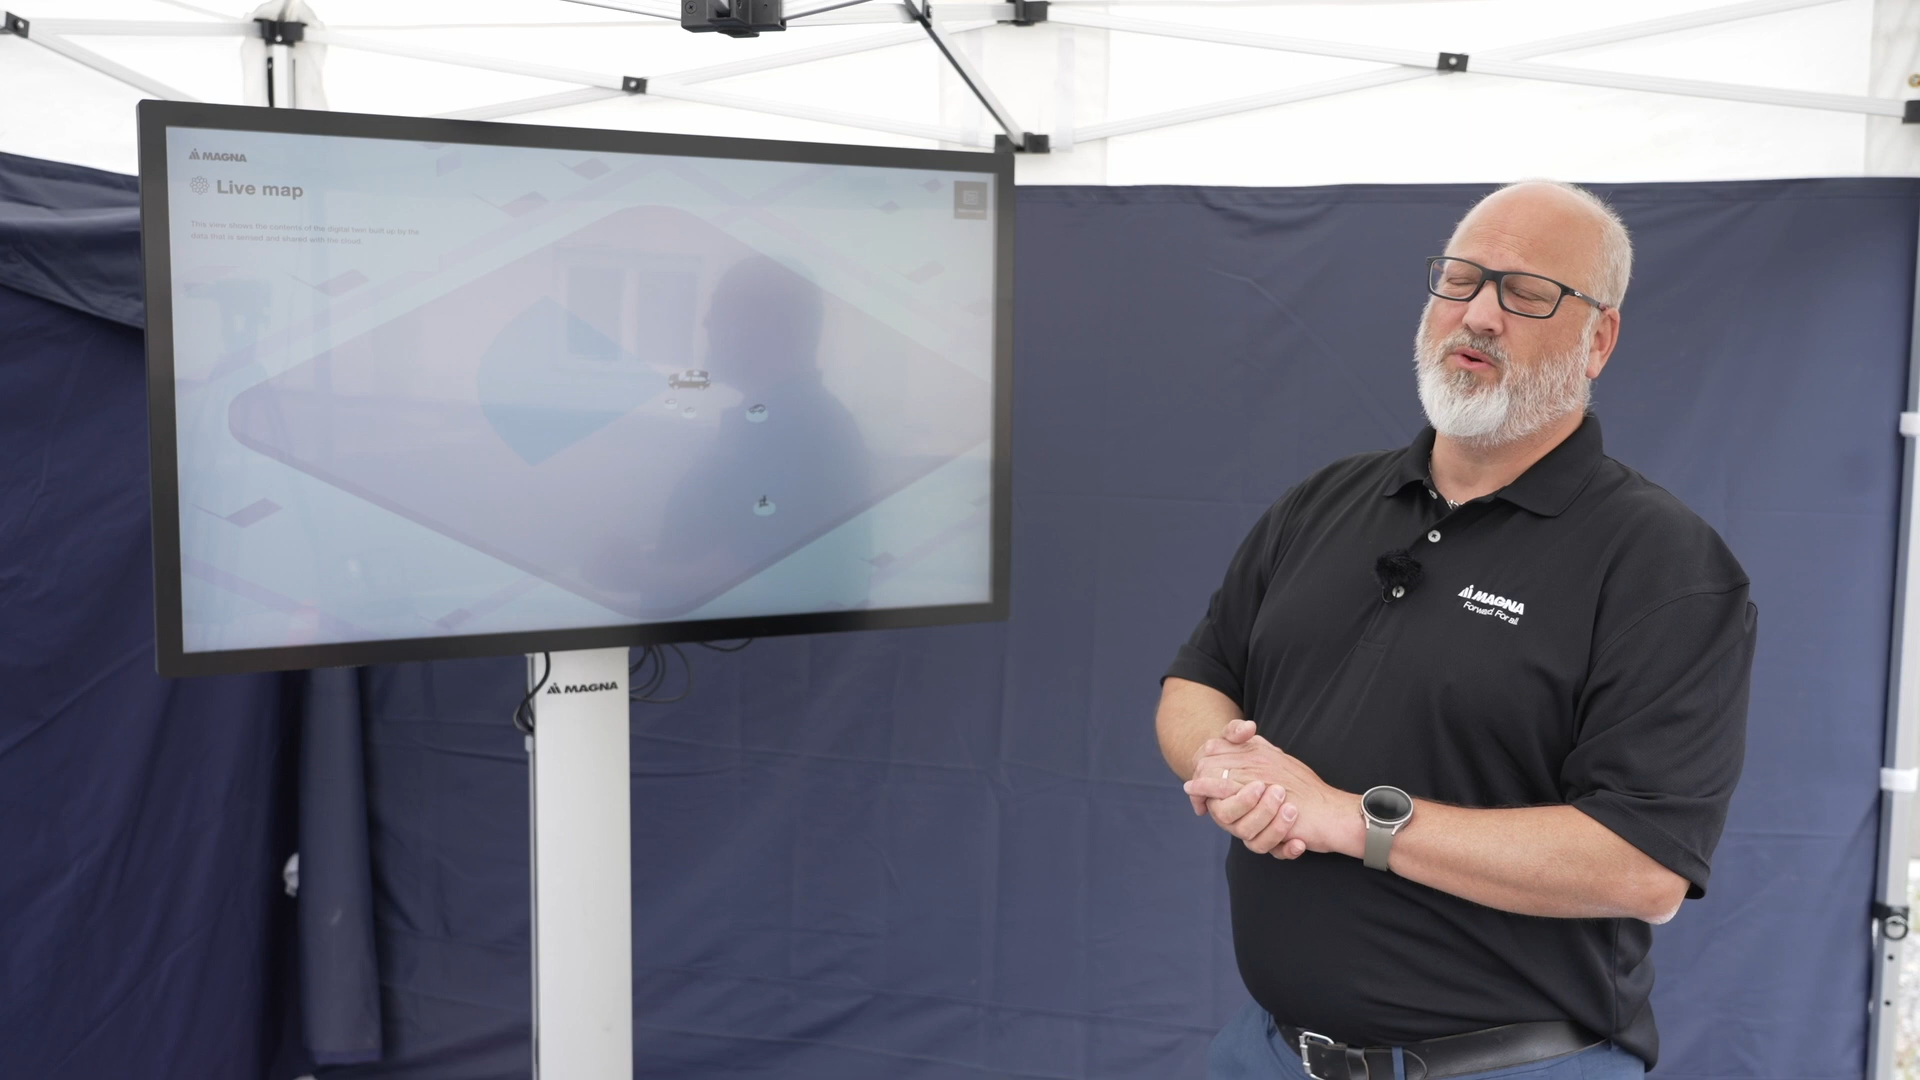 MAGNA
Live map
This view shows the contents of the digital twin built up by the
data that is sensed and shared with the cloud.
MAGNA
MAGNA
Forward. For all.